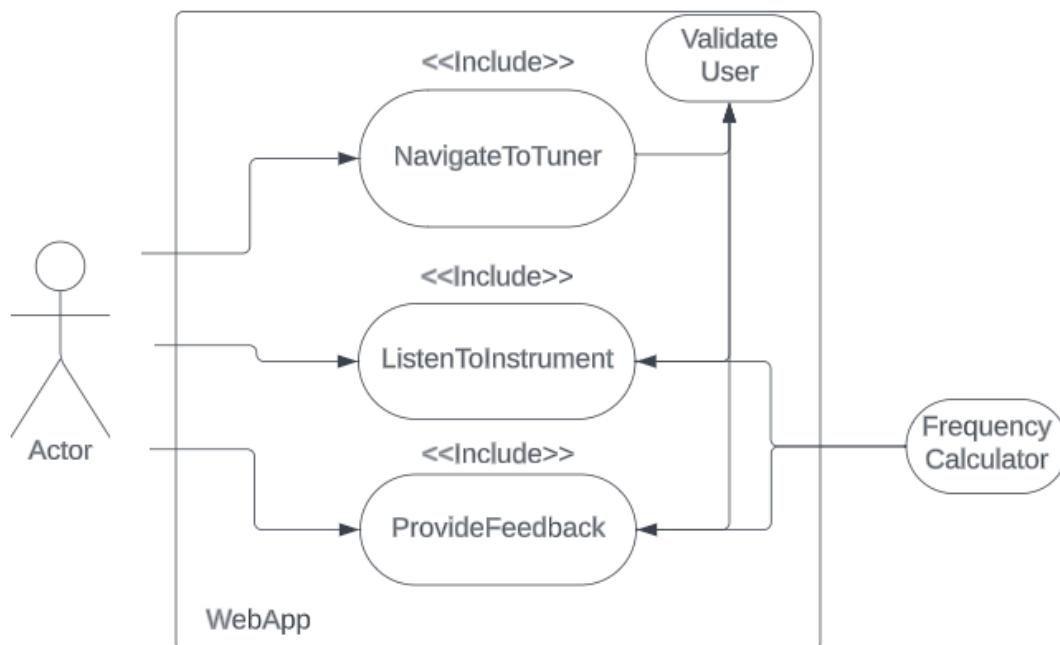 Validate
User
<<Include>>
NavigateToTuner
<<Include>>
ListenToInstrument
<<Include>>
ProvideFeedback
Actor
Frequency
Calculator
WebApp